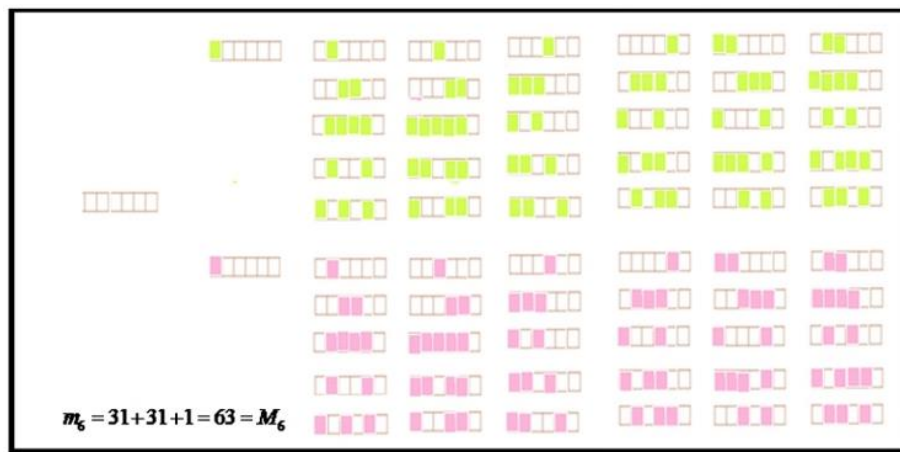 m₆ = 31+31+1 = 63 = M₆